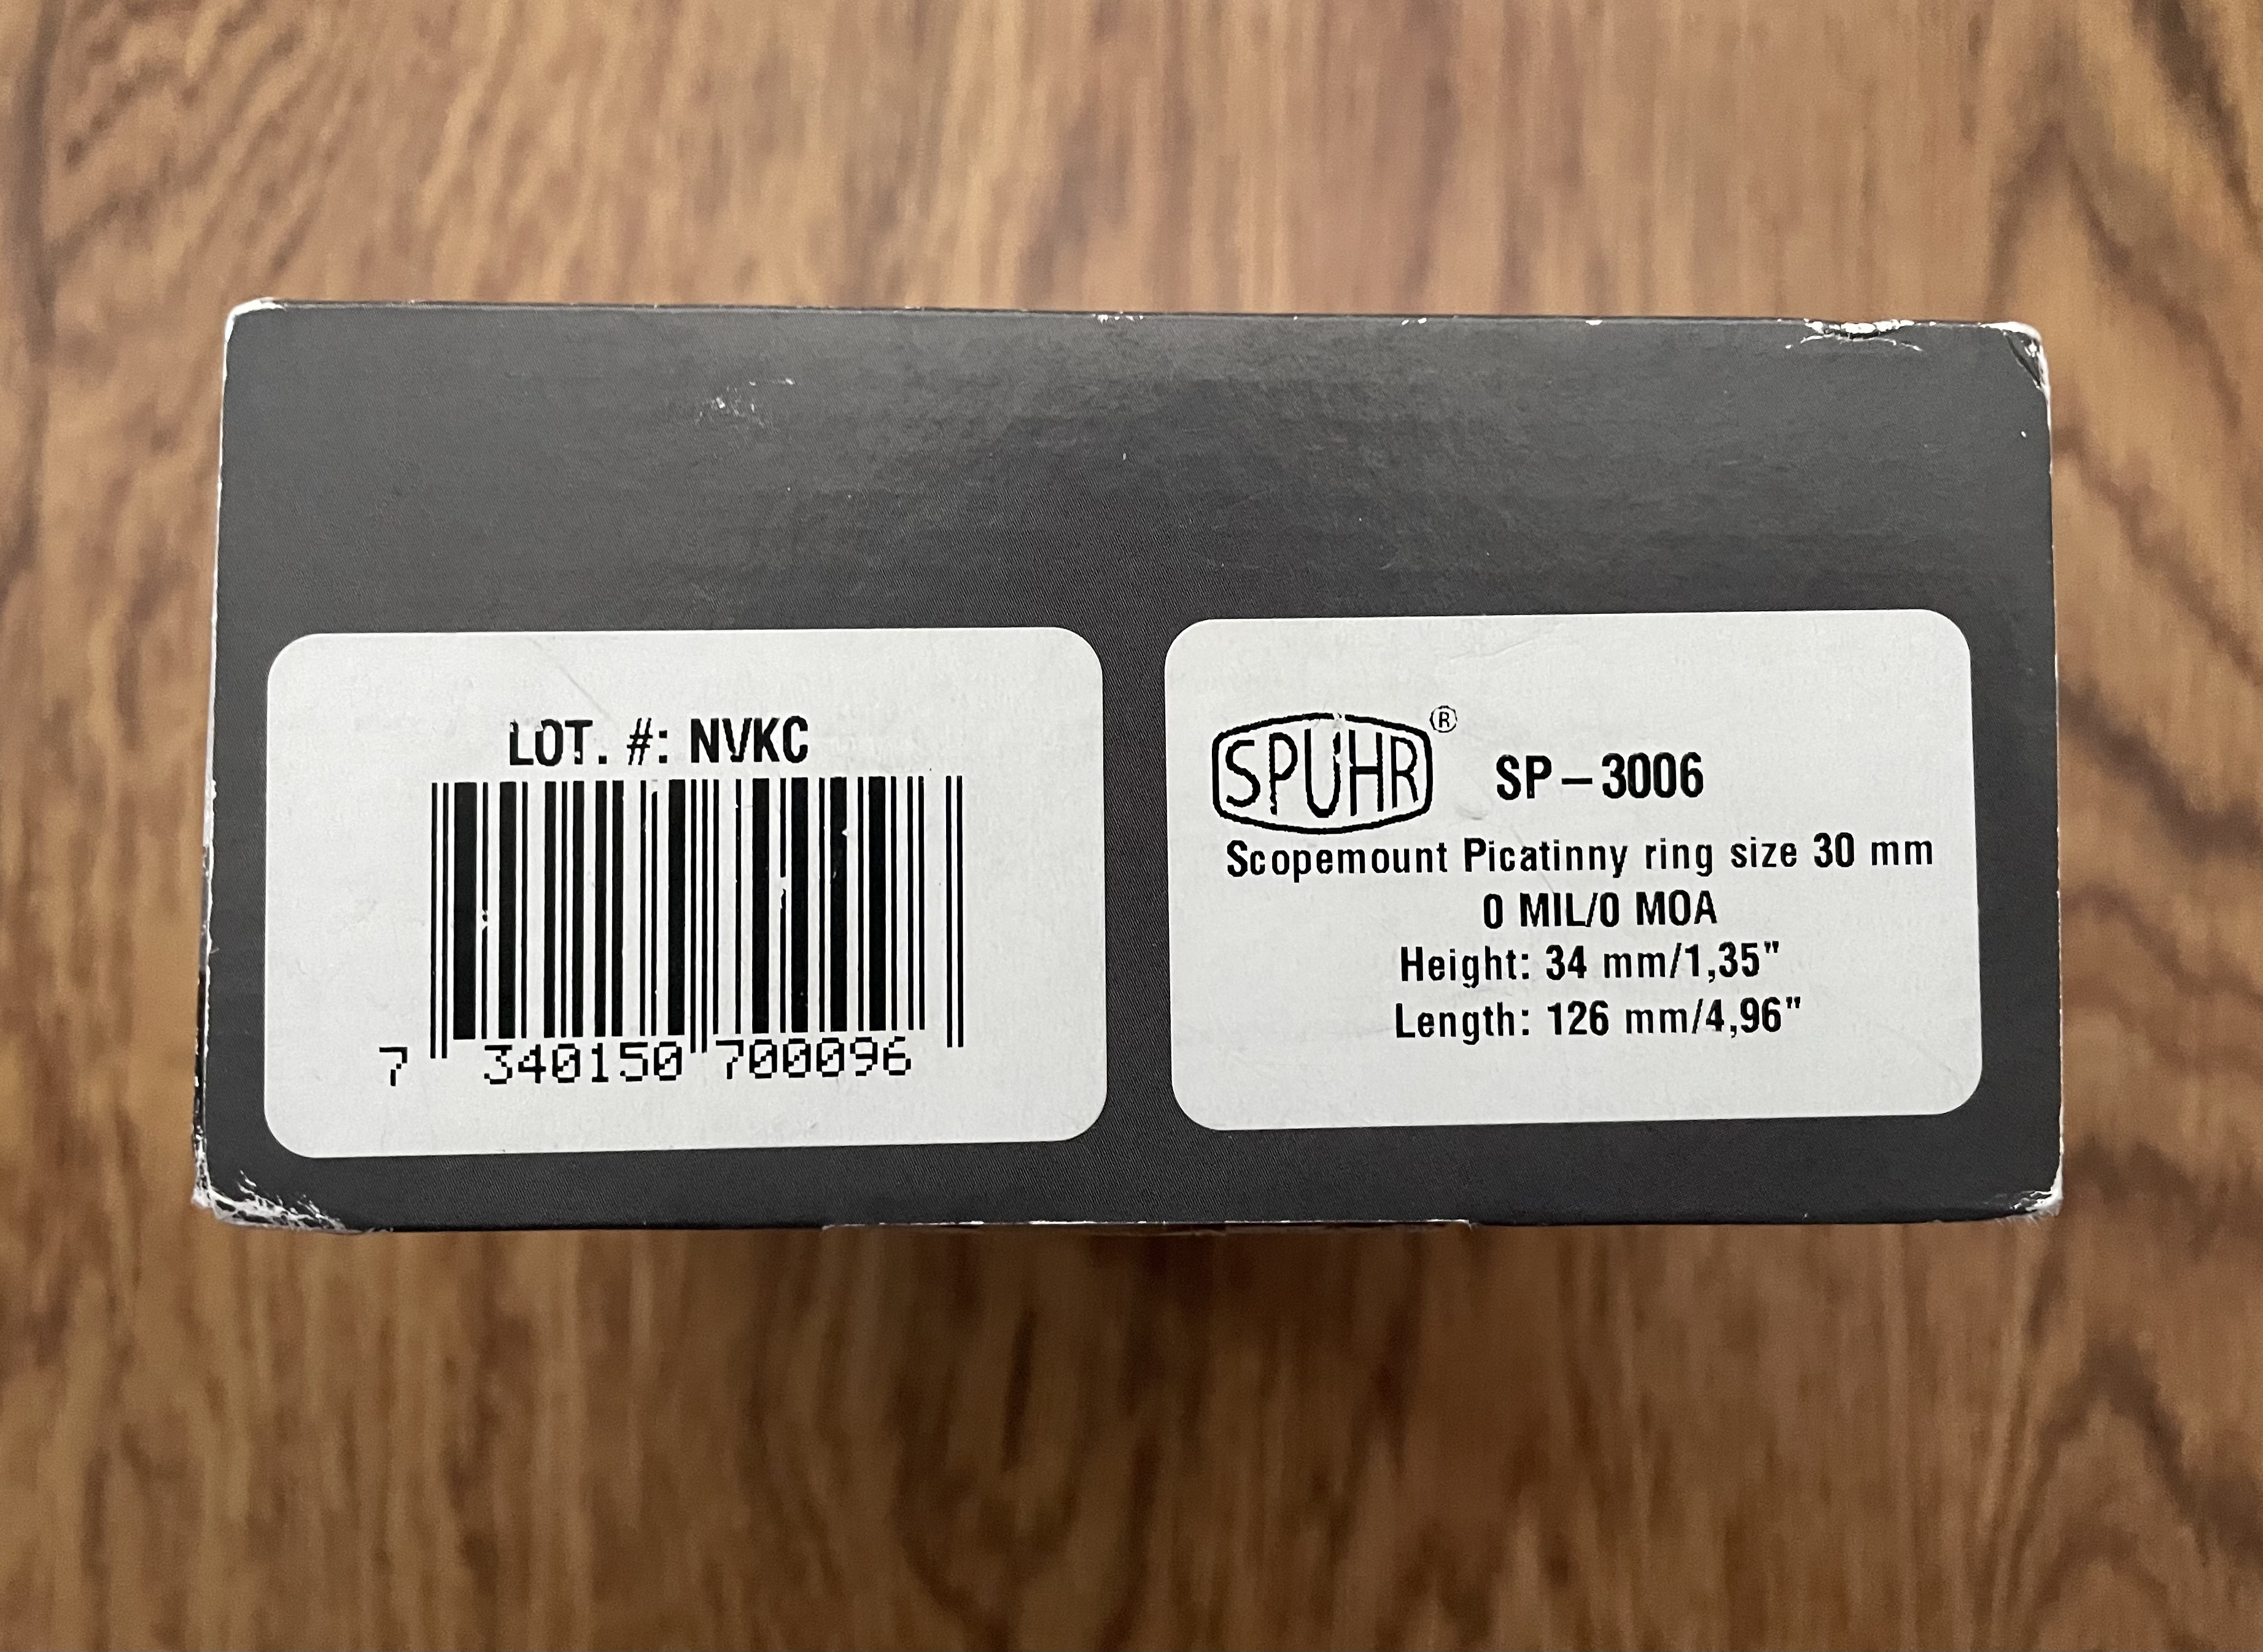 LOT. #: NVKC
7 340150 700096
SPUHR® SP-3006
Scopemount Picatinny ring size 30 mm
0 MIL/0 MOA
Height: 34 mm/1,35"
Length: 126 mm/4,96"